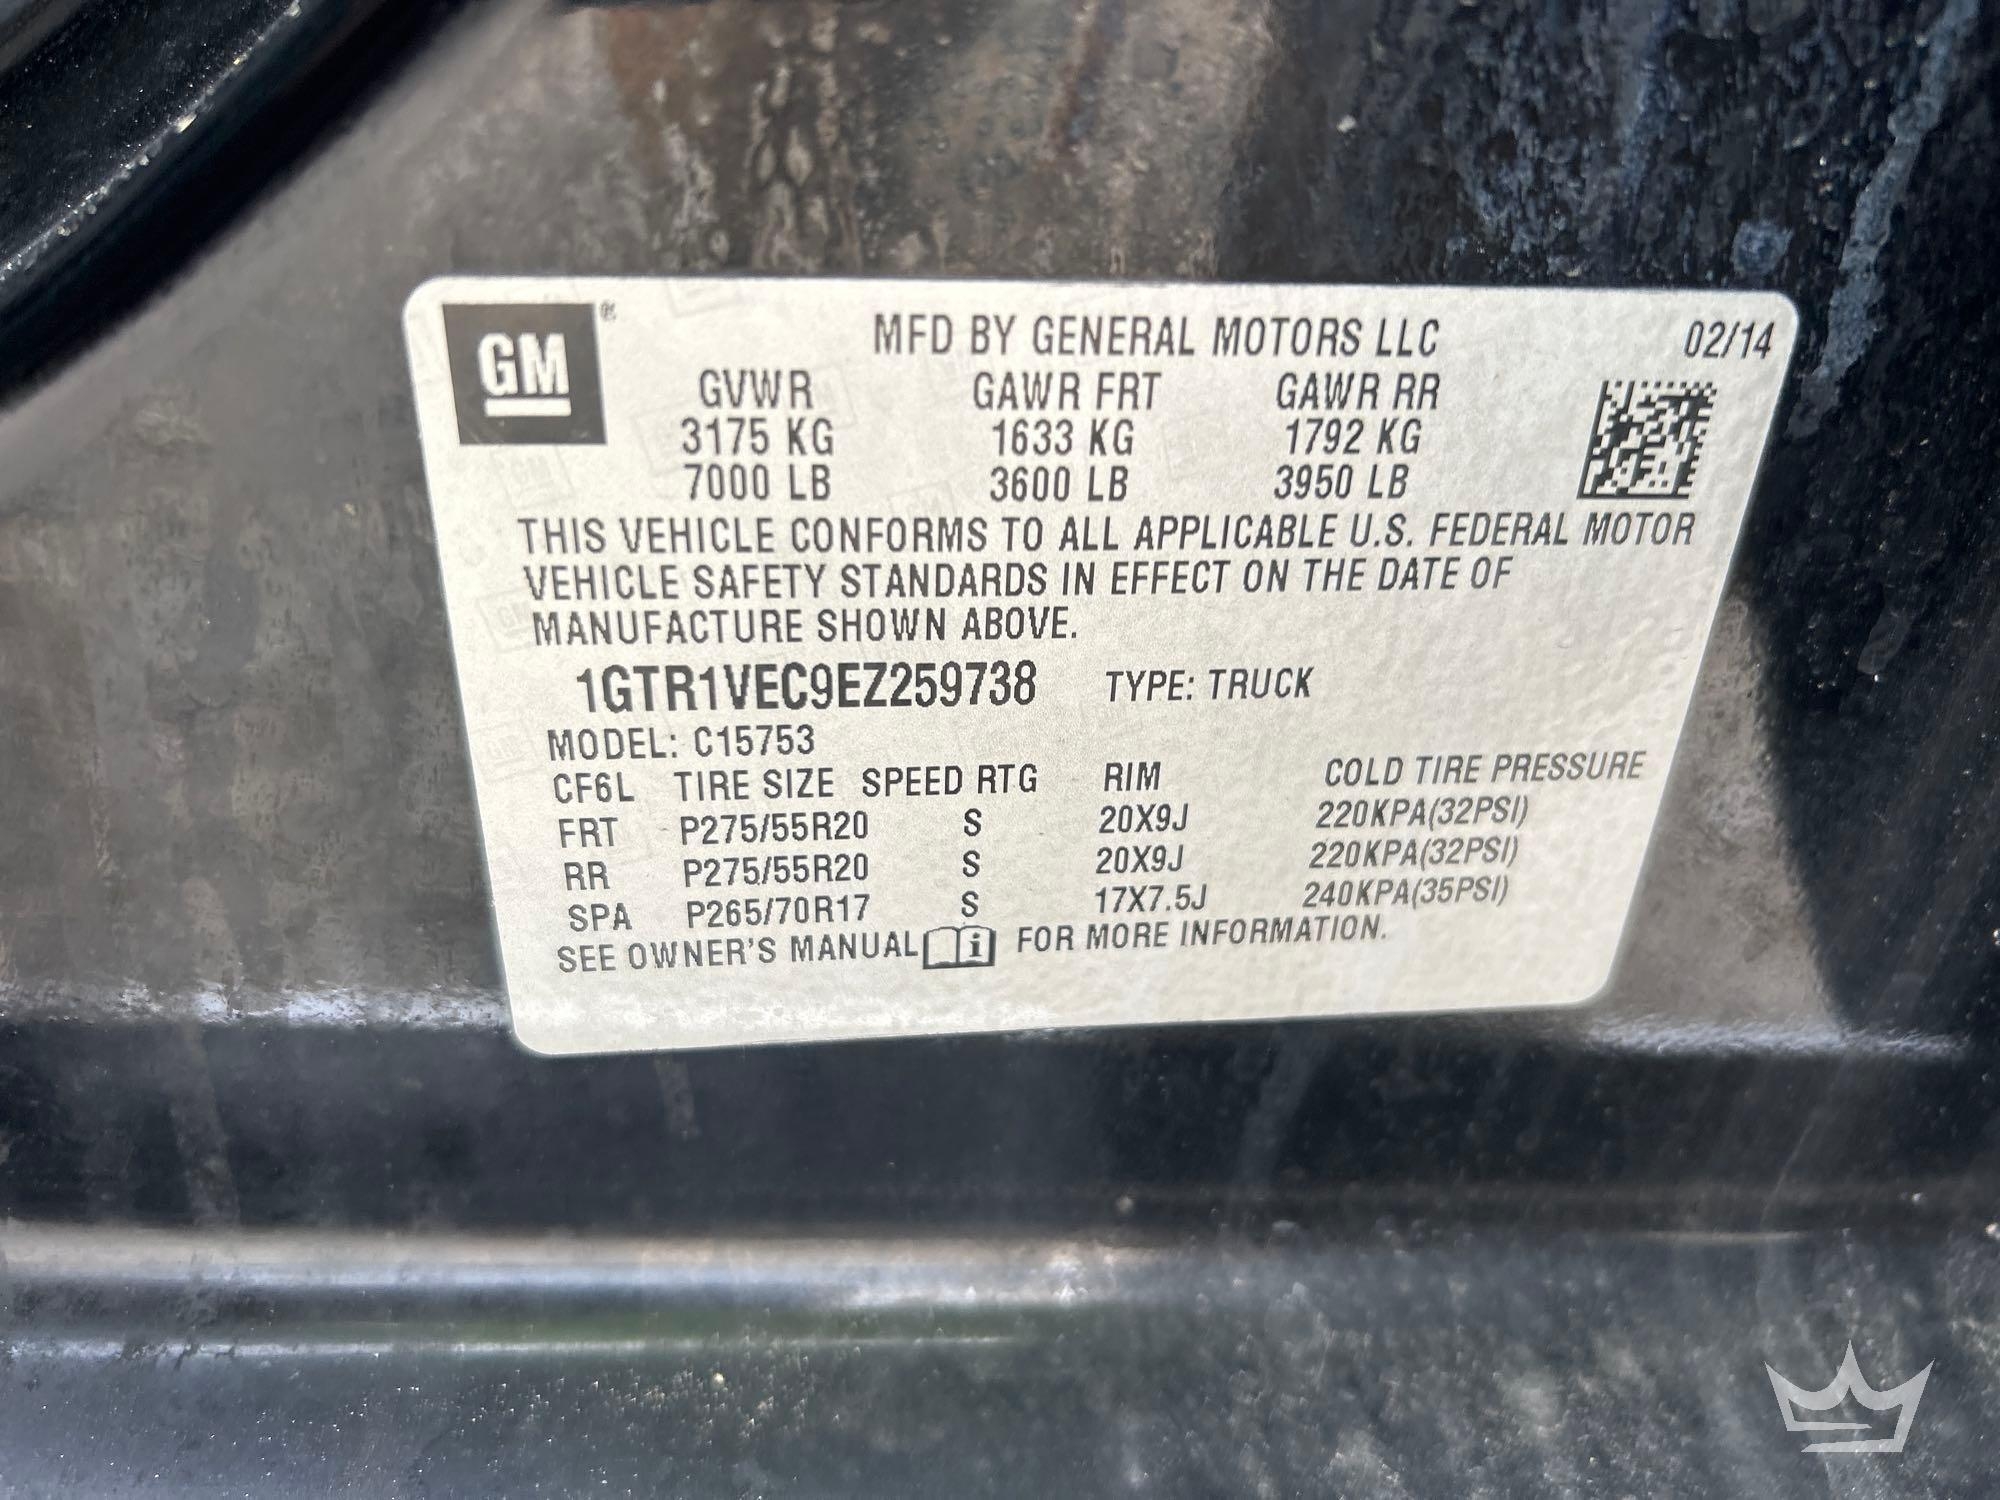 GM ®
MFD BY GENERAL MOTORS LLC 02/14
GVWR GAWR FRT GAWR RR
3175 KG 1633 KG 1792 KG
7000 LB 3600 LB 3950 LB
THIS VEHICLE CONFORMS TO ALL APPLICABLE U.S. FEDERAL MOTOR
VEHICLE SAFETY STANDARDS IN EFFECT ON THE DATE OF
MANUFACTURE SHOWN ABOVE.
1GTR1VEC9EZ259738 TYPE: TRUCK
MODEL: C15753
CF6L TIRE SIZE SPEED RTG RIM COLD TIRE PRESSURE
FRT P275/55R20 S 20X9J 220KPA(32PSI)
RR P275/55R20 S 20X9J 220KPA(32PSI)
SPA P265/70R17 S 17X7.5J 240KPA(35PSI)
SEE OWNER'S MANUAL i FOR MORE INFORMATION.